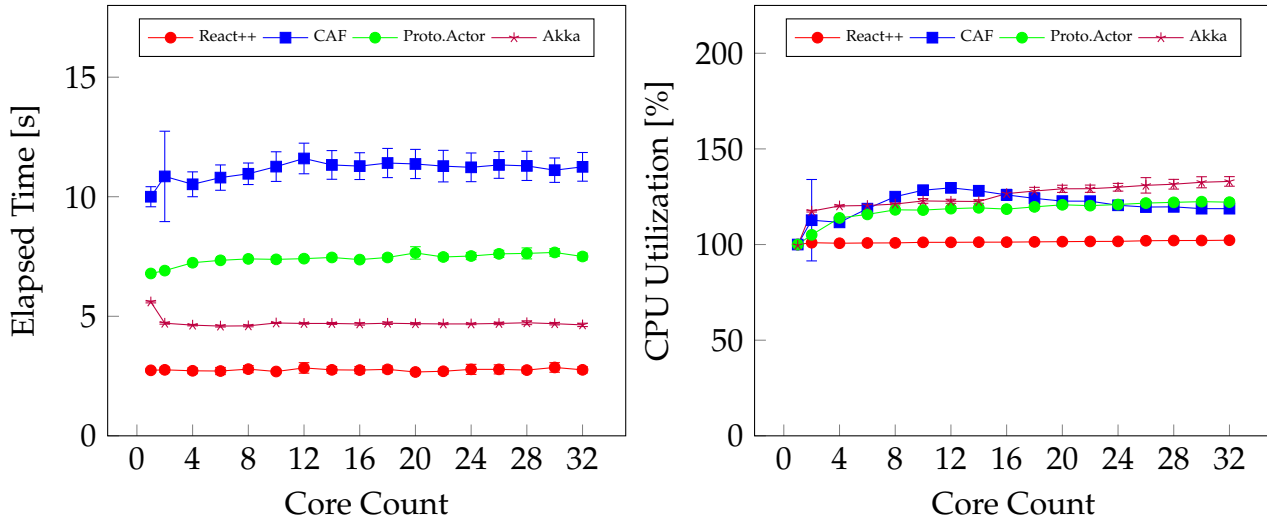 React++ CAF Proto.Actor Akka
15
10
5
0
Elapsed Time [s]
0 4 8 12 16 20 24 28 32
Core Count
React++ CAF Proto.Actor Akka
200
150
100
50
0
CPU Utilization [%]
0 4 8 12 16 20 24 28 32
Core Count